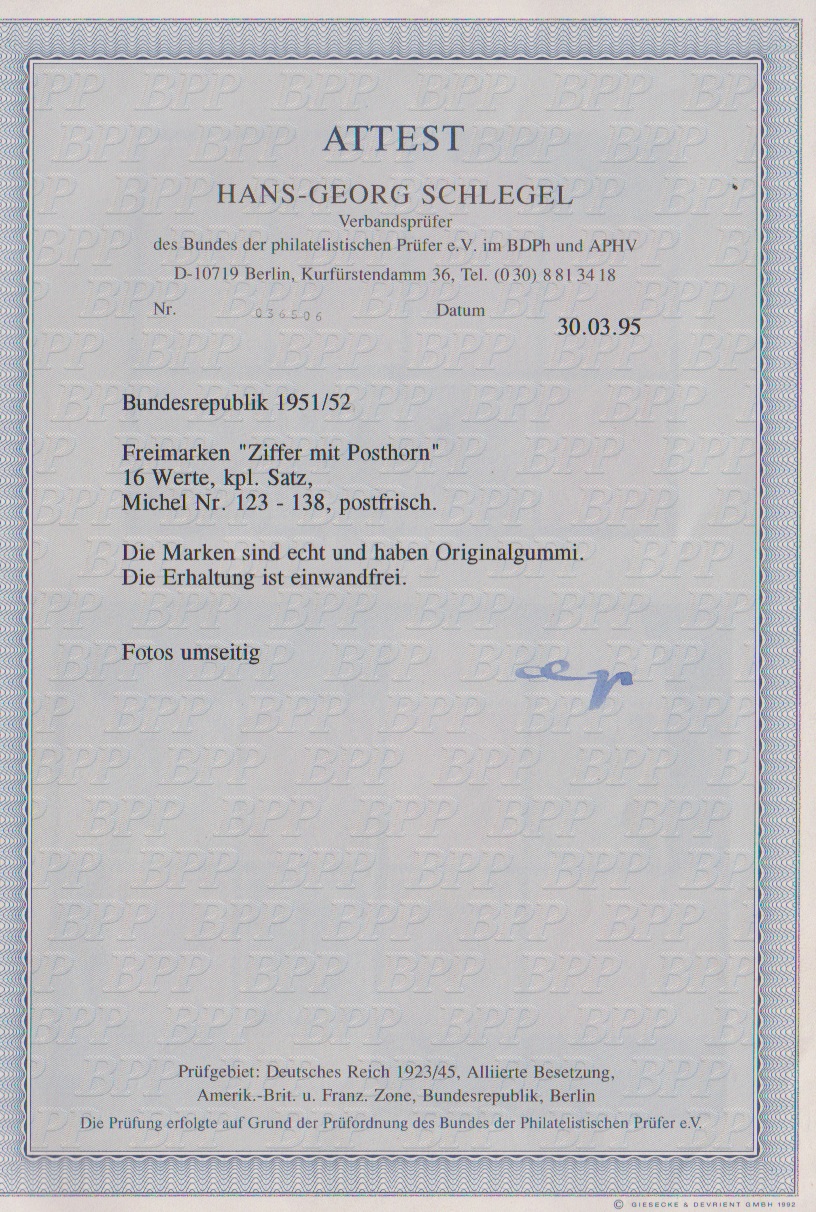 ATTEST
HANS-GEORG SCHLEGEL
Verbandsprüfer
des Bundes der philatelistischen Prüfer e.V. im BDPh und APHV
D-10719 Berlin, Kurfürstendamm 36, Tel. (0 30) 8 81 34 18
Nr. 036506 Datum 30.03.95
Bundesrepublik 1951/52
Freimarken "Ziffer mit Posthorn"
16 Werte, kpl. Satz,
Michel Nr. 123 - 138, postfrisch.
Die Marken sind echt und haben Originalgummi.
Die Erhaltung ist einwandfrei.
Fotos umseitig
Prüfgebiet: Deutsches Reich 1923/45, Alliierte Besetzung,
Amerik.-Brit. u. Franz. Zone, Bundesrepublik, Berlin
Die Prüfung erfolgte auf Grund der Prüfordnung des Bundes der Philatelistischen Prüfer e.V.
© GIESECKE & DEVRIENT GMBH 1992